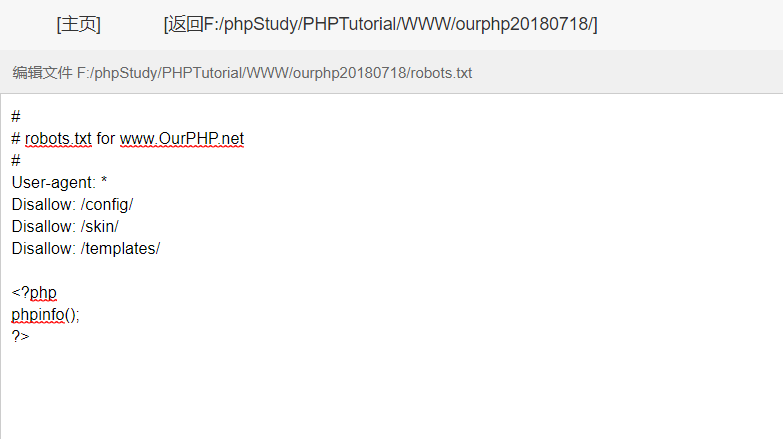 [主页] [返回F:/phpStudy/PHPTutorial/WWW/ourphp20180718/]
编辑文件 F:/phpStudy/PHPTutorial/WWW/ourphp20180718/robots.txt
#
# robots.txt for www.OurPHP.net
#
User-agent: *
Disallow: /config/
Disallow: /skin/
Disallow: /templates/
<?php
phpinfo();
?>